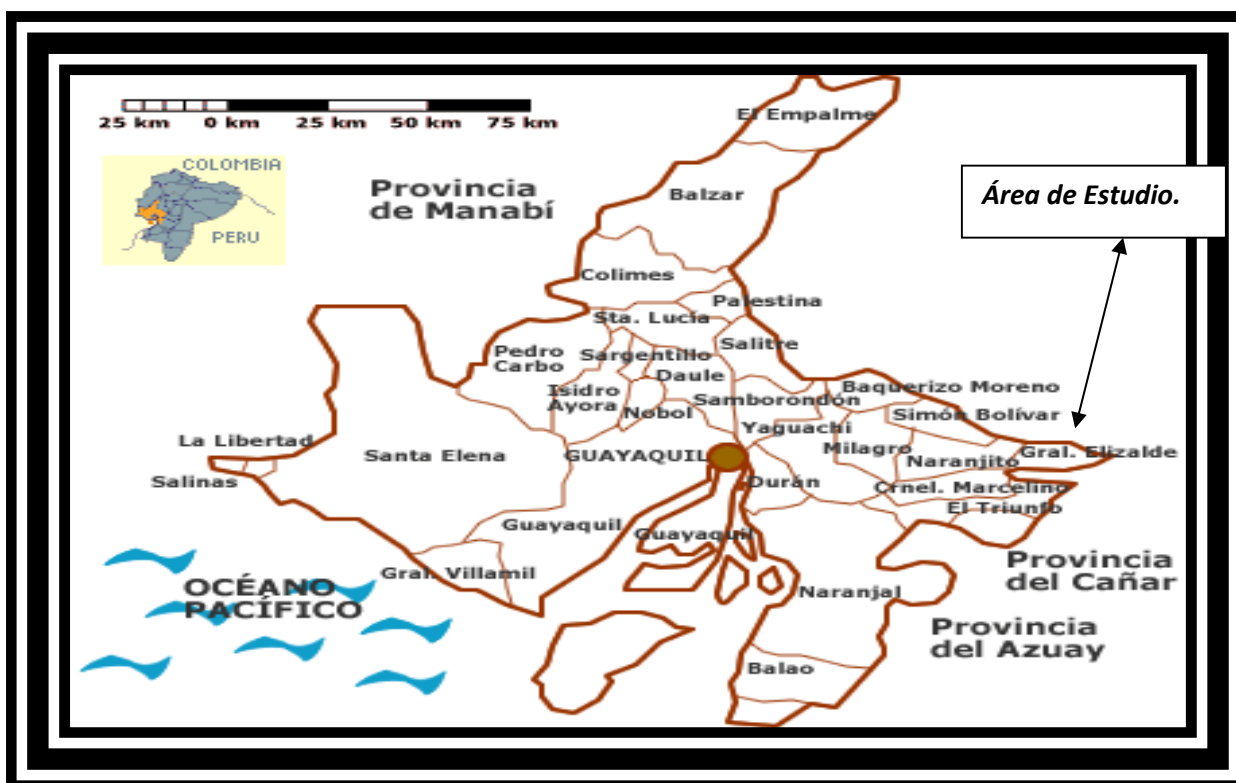 25 km 0 km 25 km 50 km 75 km
COLOMBIA
PERU
Provincia
de Manabí
El Empalme
Balzar
Área de Estudio.
Colimes
Palestina
Sta. Lucía
Salitre
Pedro
Carbo
Sargentillo
Daule
Isidro
Ayora
Nobol
Samborondón
Baquerizo Moreno
Simón Bolívar
Yaguachi
Milagro
Naranjito
Gral. Elizalde
La Libertad
Salinas
Santa Elena
GUAYAQUIL
Durán
Crnel. Marcelino
El Triunfo
Guayaquil
Guayaquil
Gral. Villamil
OCÉANO
PACÍFICO
Naranjal
Provincia
del Cañar
Provincia
del Azuay
Balao